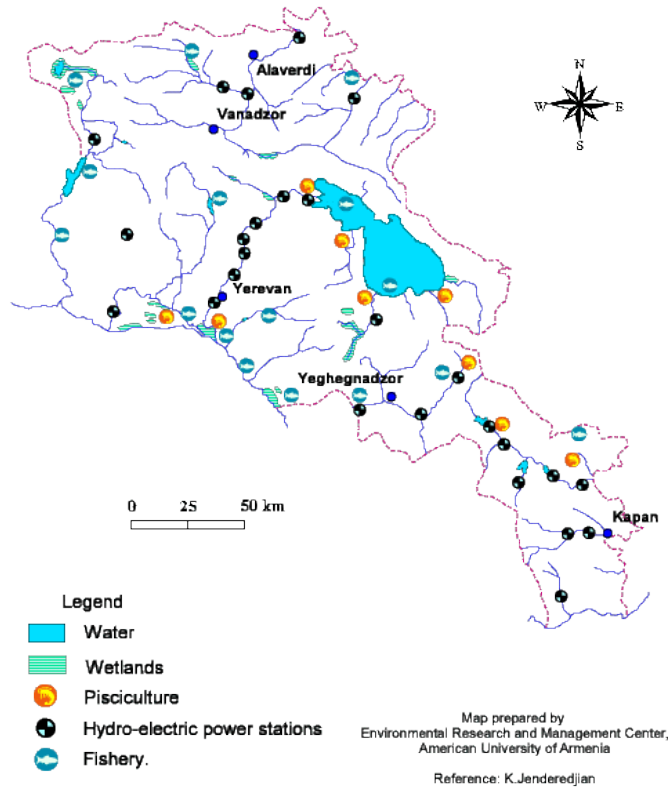 N
W E
S
Alaverdi
Vanadzor
Yerevan
Yeghegnadzor
Kapan
0 25 50 km
Legend
Water
Wetlands
Pisciculture
Hydro-electric power stations
Fishery.
Map prepared by
Environmental Research and Management Center,
American University of Armenia
Reference: K.Jenderedjian